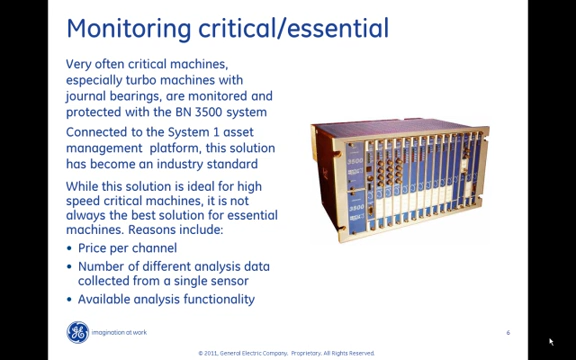 Monitoring critical/essential
Very often critical machines,
especially turbo machines with
journal bearings, are monitored and
protected with the BN 3500 system
Connected to the System 1 asset
management platform, this solution
has become an industry standard
While this solution is ideal for high
speed critical machines, it is not
always the best solution for essential
machines. Reasons include:
• Price per channel
• Number of different analysis data
collected from a single sensor
• Available analysis functionality
3500
3500
imagination at work
6
© 2011, General Electric Company. Proprietary. All Rights Reserved.